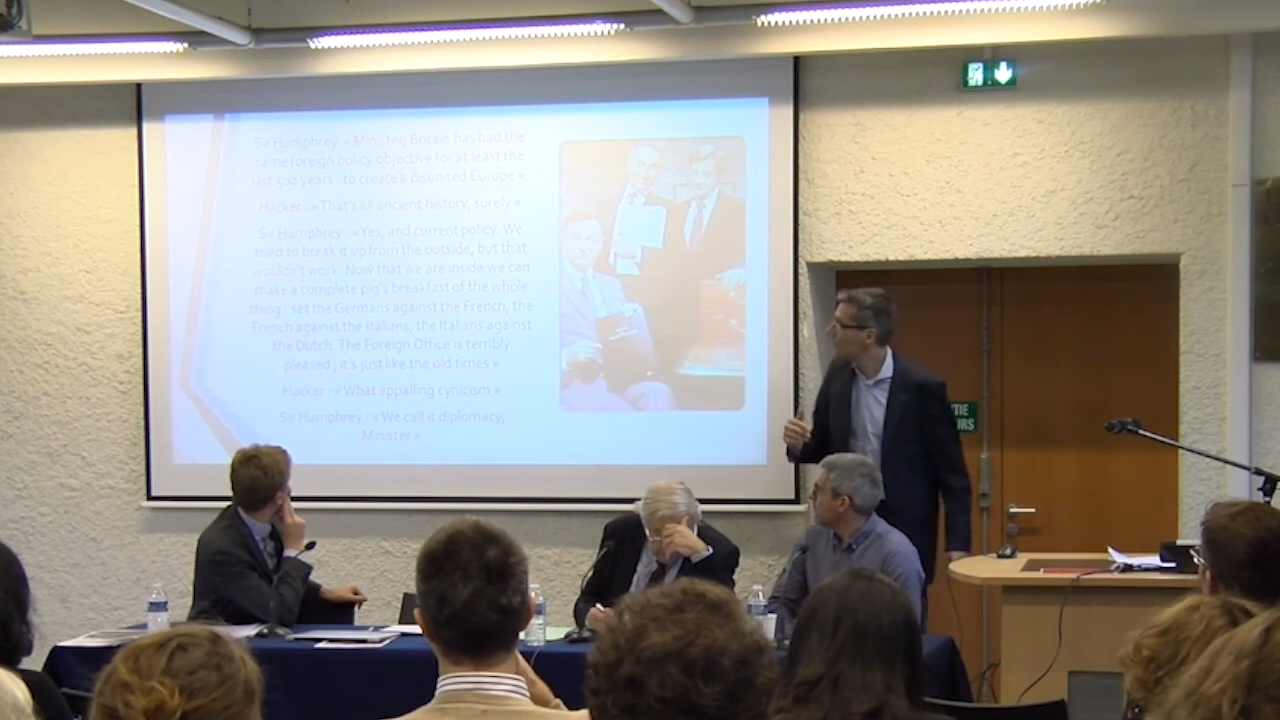 Sir Humphrey : « Minister, Britain has had the
same foreign policy objective for at least the
last 500 years : to create a disunited Europe »
Hacker : « That's all ancient history, surely »
Sir Humphrey : « Yes, and current policy. We
tried to break it up from the outside, but that
wouldn't work. Now that we are inside we can
make a complete pig's breakfast of the whole
thing : set the Germans against the French, the
French against the Italians, the Italians against
the Dutch. The Foreign Office is terribly
pleased ; it's just like the old times »
Hacker : « What appalling cynicism »
Sir Humphrey : « We call it diplomacy,
Minister »
TIE
URS